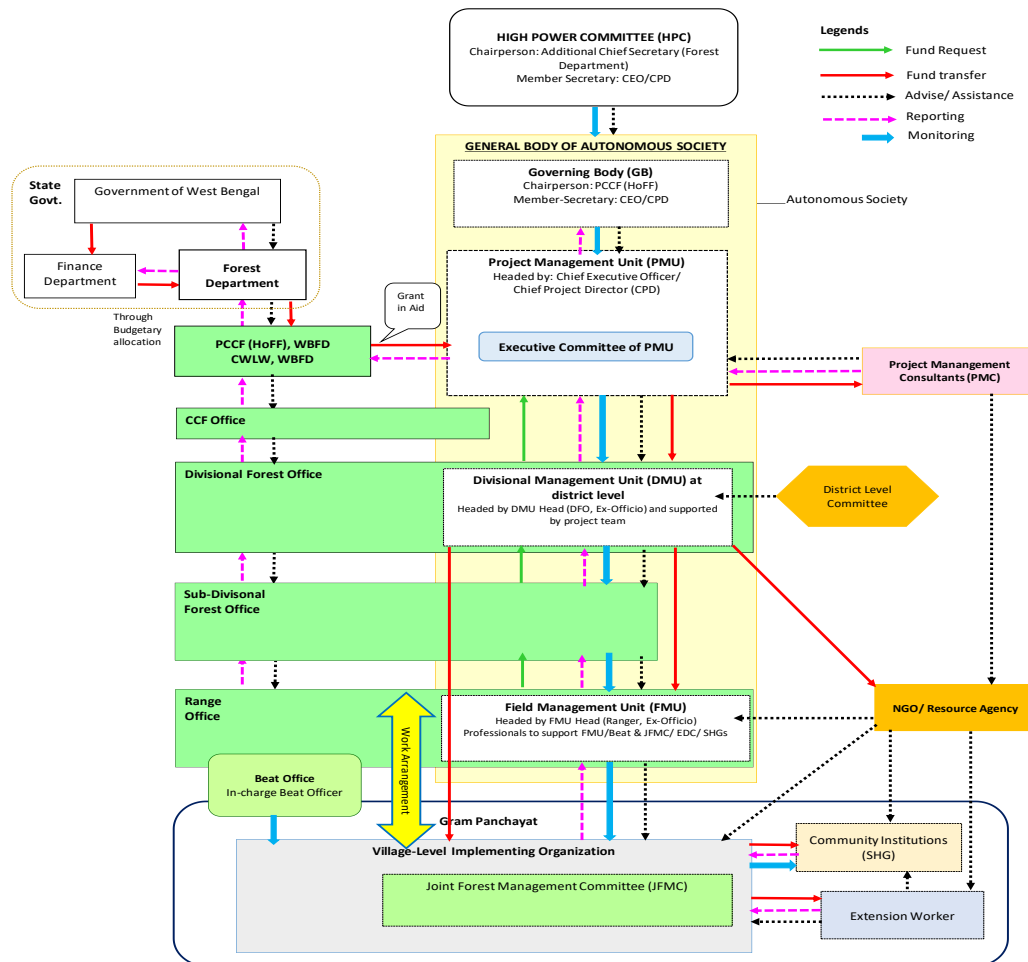 HIGH POWER COMMITTEE (HPC)
Chairperson: Additional Chief Secretary (Forest
Department)
Member Secretary: CEO/CPD
Legends
Fund Request
Fund transfer
Advise/ Assistance
Reporting
Monitoring
GENERAL BODY OF AUTONOMOUS SOCIETY
Governing Body (GB)
Chairperson: PCCF (HoFF)
Member-Secretary: CEO/CPD
Autonomous Society
State
Govt.
Government of West Bengal
Finance
Department
Forest
Department
Through
Budgetary
allocation
Grant
in Aid
Project Management Unit (PMU)
Headed by: Chief Executive Officer/
Chief Project Director (CPD)
Executive Committee of PMU
PCCF (HoFF), WBFD
CWLW, WBFD
Project Management
Consultants (PMC)
CCF Office
Divisional Forest Office
Divisional Management Unit (DMU) at
district level
Headed by DMU Head (DFO, Ex-Officio) and supported
by project team
District Level
Committee
Sub-Divisonal
Forest Office
Range
Office
Field Management Unit (FMU)
Headed by FMU Head (Ranger, Ex-Officio)
Professionals to support FMU/Beat & JFMC/ EDC/ SHGs
NGO/ Resource Agency
Work Arrangement
Beat Office
In-charge Beat Officer
Gram Panchayat
Village-Level Implementing Organization
Joint Forest Management Committee (JFMC)
Community Institutions
(SHG)
Extension Worker